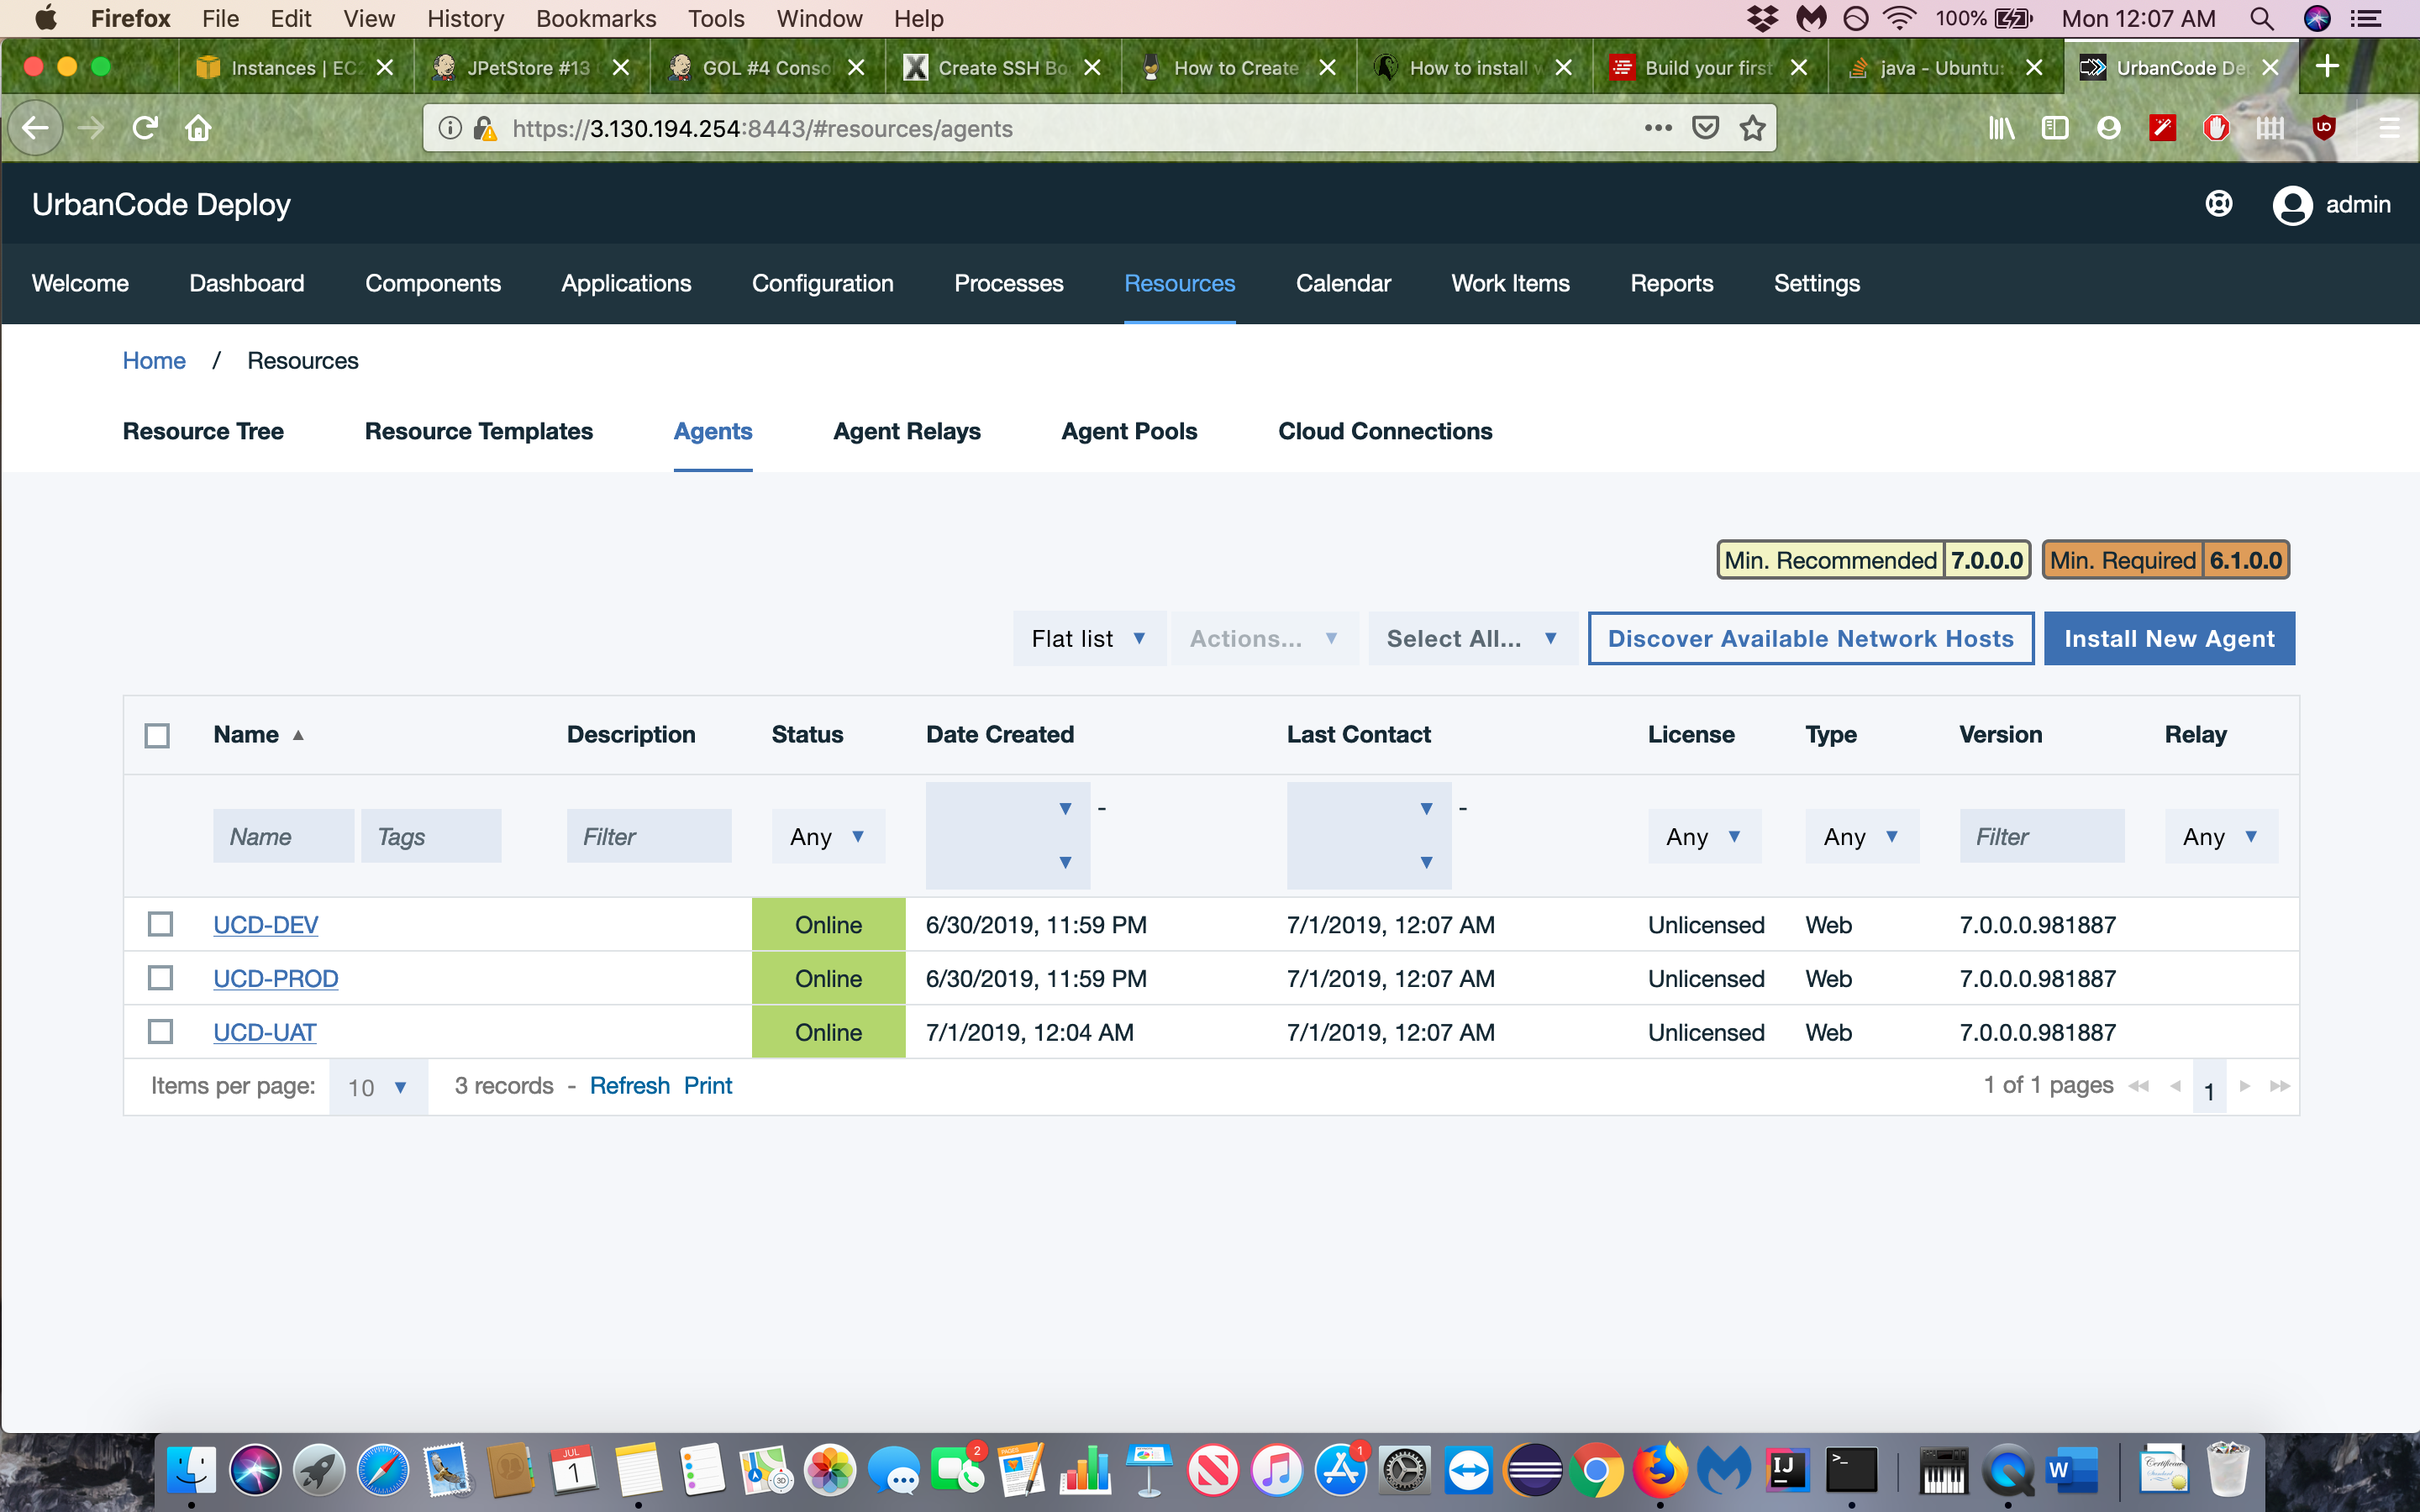 Firefox File Edit View History Bookmarks Tools Window Help 100% Mon 12:07 AM
Instances | EC JPetStore #13 GOL #4 Conso Create SSH Bo How to Create How to install Build your first java - Ubuntu: UrbanCode De
https://3.130.194.254:8443/#resources/agents
UrbanCode Deploy admin
Welcome Dashboard Components Applications Configuration Processes Resources Calendar Work Items Reports Settings
Home / Resources
Resource Tree Resource Templates Agents Agent Relays Agent Pools Cloud Connections
Min. Recommended 7.0.0.0 Min. Required 6.1.0.0
Flat list Actions... Select All... Discover Available Network Hosts Install New Agent
Name Description Status Date Created Last Contact License Type Version Relay
Name Tags Filter Any - - Any Any Filter Any
UCD-DEV Online 6/30/2019, 11:59 PM 7/1/2019, 12:07 AM Unlicensed Web 7.0.0.0.981887
UCD-PROD Online 6/30/2019, 11:59 PM 7/1/2019, 12:07 AM Unlicensed Web 7.0.0.0.981887
UCD-UAT Online 7/1/2019, 12:04 AM 7/1/2019, 12:07 AM Unlicensed Web 7.0.0.0.981887
Items per page: 10 3 records - Refresh Print 1 of 1 pages 1
JUL
1
2
PAGES
1
IJ
>_
W